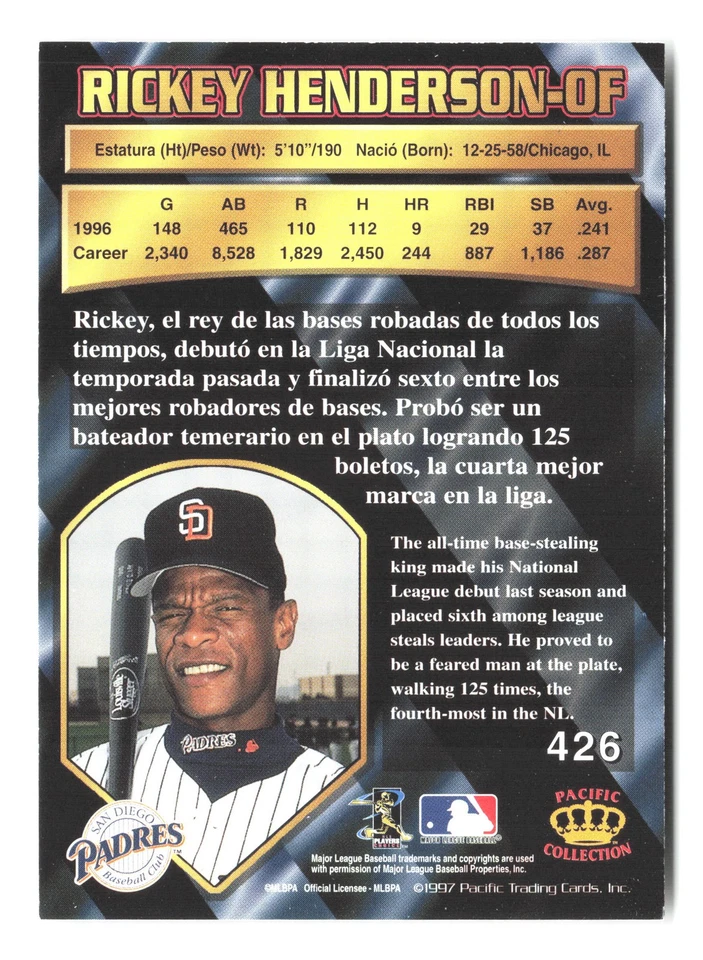 RICKEY HENDERSON-OF
Estatura (Ht)/Peso (Wt): 5'10"/190 Nació (Born): 12-25-58/Chicago, IL
G AB R H HR RBI SB Avg.
1996 148 465 110 112 9 29 37 .241
Career 2,340 8,528 1,829 2,450 244 887 1,186 .287
Rickey, el rey de las bases robadas de todos los
tiempos, debutó en la Liga Nacional la
temporada pasada y finalizó sexto entre los
mejores robadores de bases. Probó ser un
bateador temerario en el plato logrando 125
boletos, la cuarta mejor
marca en la liga.
The all-time base-stealing
king made his National
League debut last season and
placed sixth among league
steals leaders. He proved to
be a feared man at the plate,
walking 125 times, the
fourth-most in the NL.
426
SD
Louisville
Slugger
PADRES
SAN DIEGO
PADRES
Baseball Club
PLAYERS
CHOICE
MAJOR LEAGUE BASEBALL
PACIFIC
COLLECTION
Major League Baseball trademarks and copyrights are used
with permission of Major League Baseball Properties, Inc.
©MLBPA Official Licensee - MLBPA ©1997 Pacific Trading Cards, Inc.